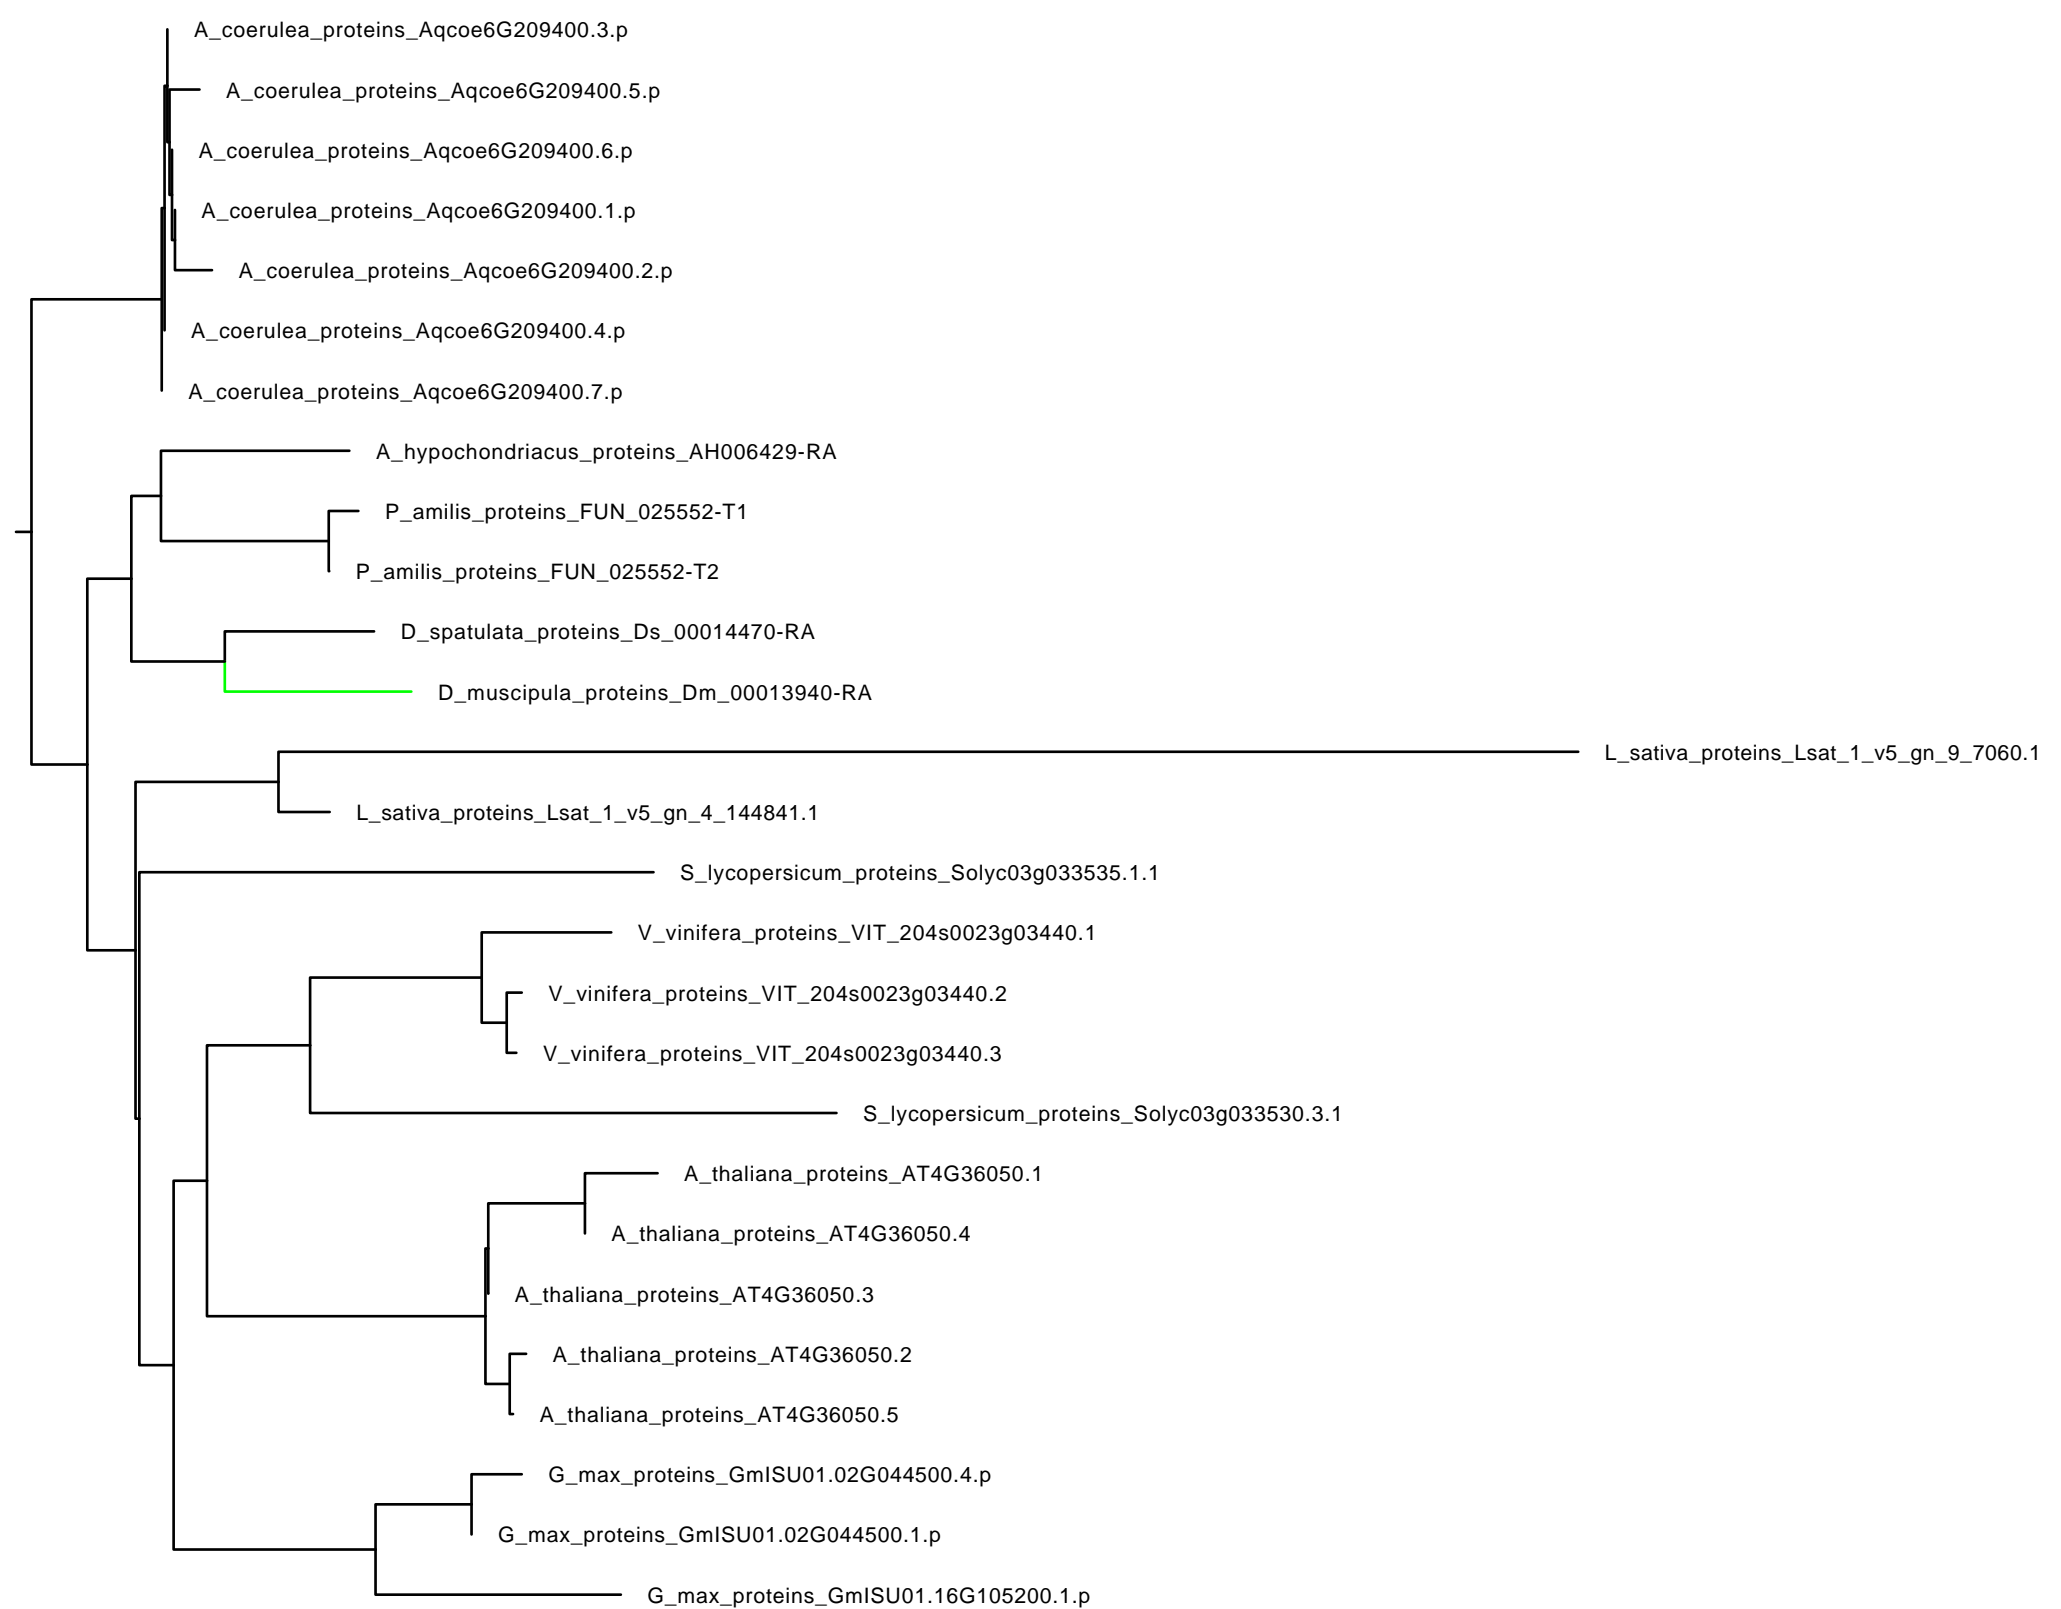 A_coerulea_proteins_Aqcoe6G209400.3.p
A_coerulea_proteins_Aqcoe6G209400.5.p
A_coerulea_proteins_Aqcoe6G209400.6.p
A_coerulea_proteins_Aqcoe6G209400.1.p
A_coerulea_proteins_Aqcoe6G209400.2.p
A_coerulea_proteins_Aqcoe6G209400.4.p
A_coerulea_proteins_Aqcoe6G209400.7.p
A_hypochondriacus_proteins_AH006429-RA
P_amilis_proteins_FUN_025552-T1
P_amilis_proteins_FUN_025552-T2
D_spatulata_proteins_Ds_00014470-RA
D_muscipula_proteins_Dm_00013940-RA
L_sativa_proteins_Lsat_1_v5_gn_9_7060.1
L_sativa_proteins_Lsat_1_v5_gn_4_144841.1
S_lycopersicum_proteins_Solyc03g033535.1.1
V_vinifera_proteins_VIT_204s0023g03440.1
V_vinifera_proteins_VIT_204s0023g03440.2
V_vinifera_proteins_VIT_204s0023g03440.3
S_lycopersicum_proteins_Solyc03g033530.3.1
A_thaliana_proteins_AT4G36050.1
A_thaliana_proteins_AT4G36050.4
A_thaliana_proteins_AT4G36050.3
A_thaliana_proteins_AT4G36050.2
A_thaliana_proteins_AT4G36050.5
G_max_proteins_GmISU01.02G044500.4.p
G_max_proteins_GmISU01.02G044500.1.p
G_max_proteins_GmISU01.16G105200.1.p